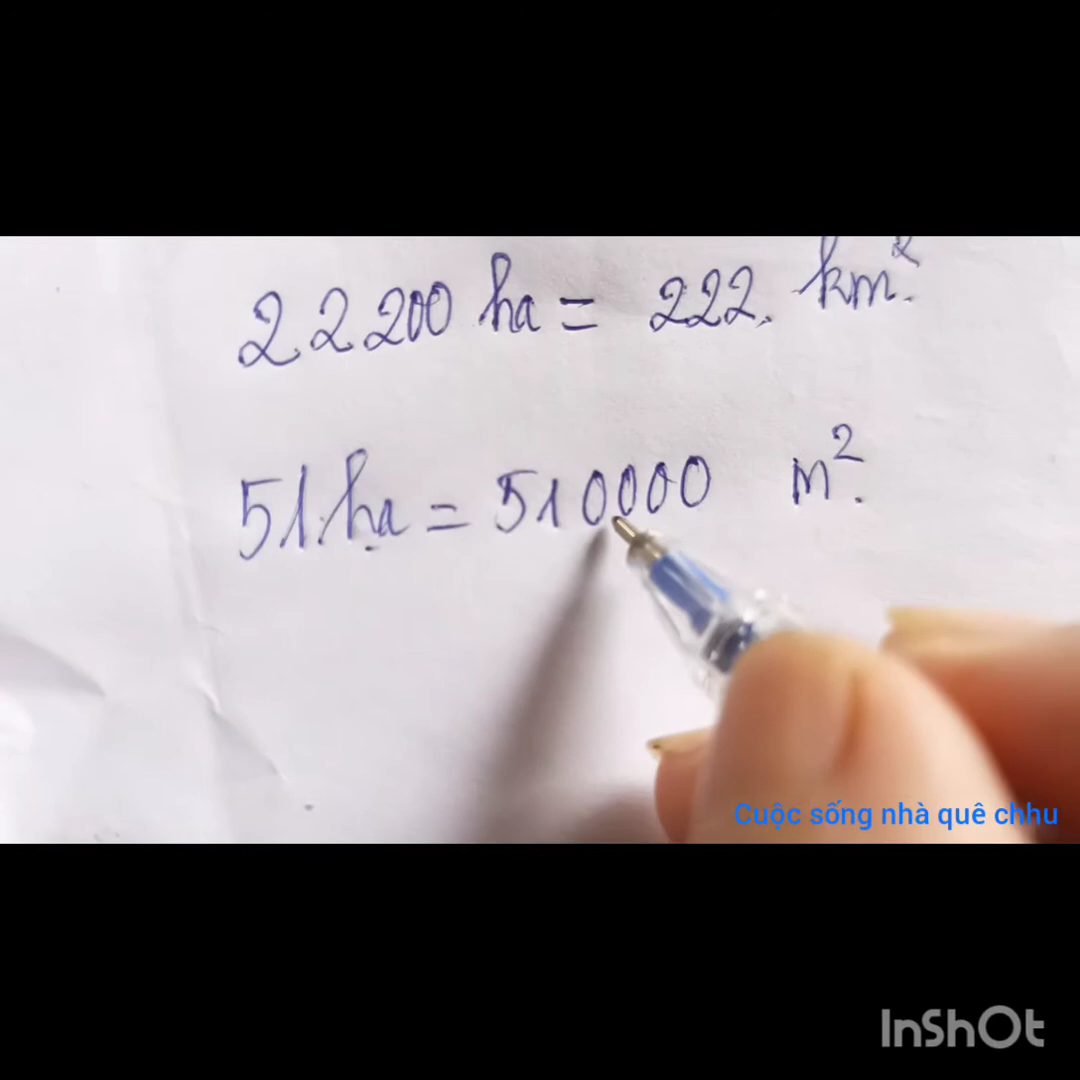 22200 ha = 222. km².
51 ha = 510000 m².
Cuộc sống nhà quê chhu
InShOt